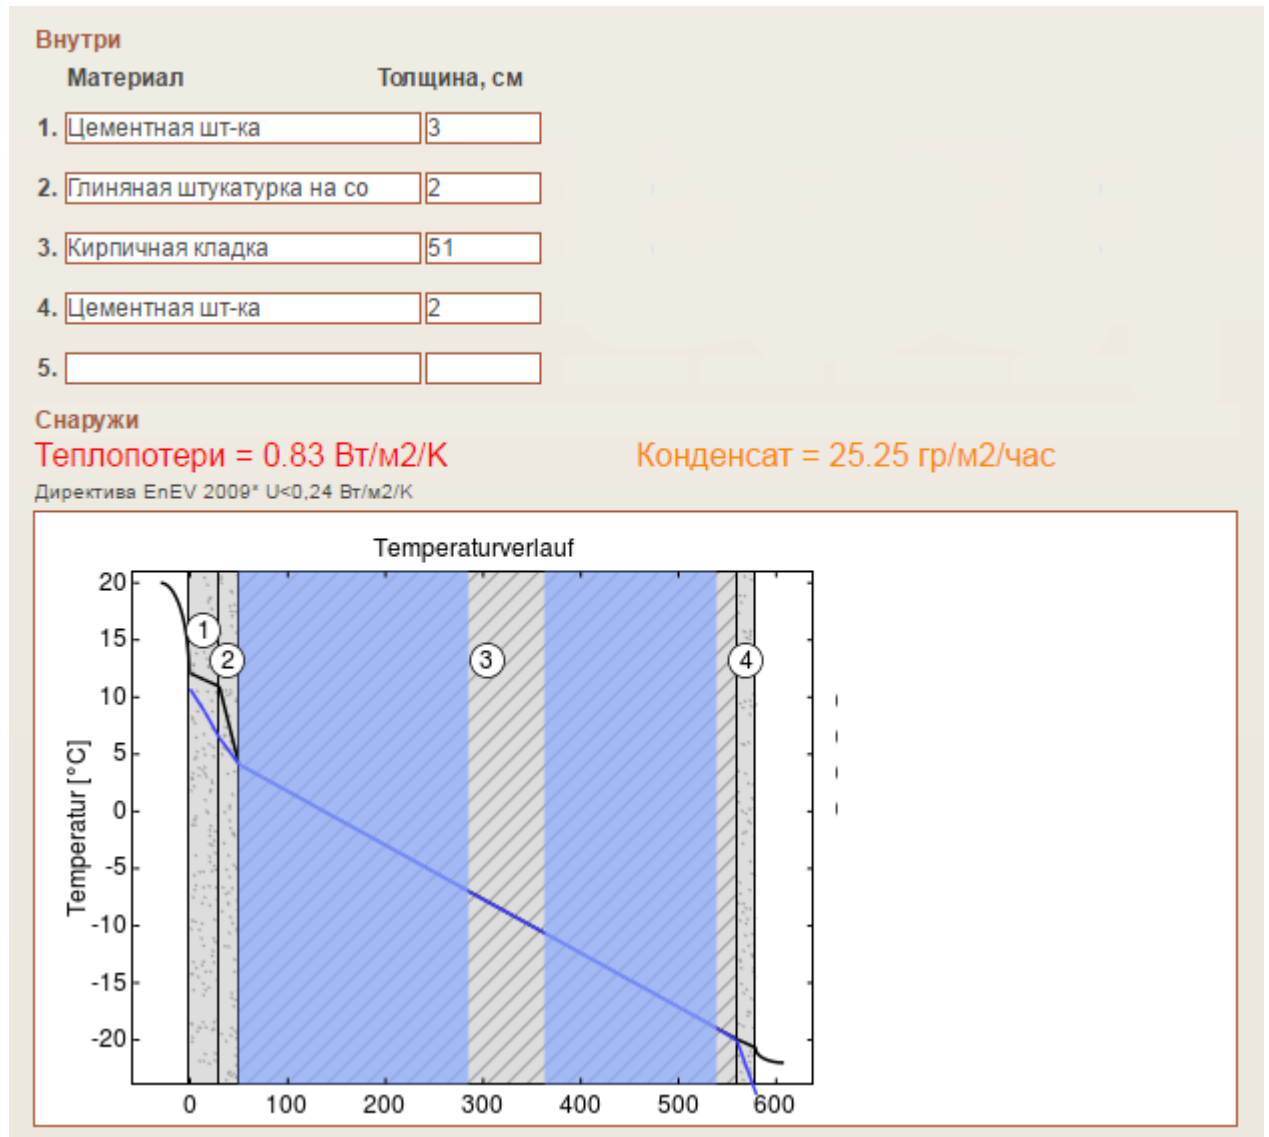 Внутри
Материал Толщина, см
1. Цементная шт-ка 3
2. Глиняная штукатурка на со 2
3. Кирпичная кладка 51
4. Цементная шт-ка 2
5.
Снаружи
Теплопотери = 0.83 Вт/м2/K Конденсат = 25.25 гр/м2/час
Директива EnEV 2009* U<0,24 Вт/м2/K
Temperaturverlauf
Temperatur [°C]
20
15
10
5
0
-5
-10
-15
-20
1
2
3
4
0 100 200 300 400 500 600